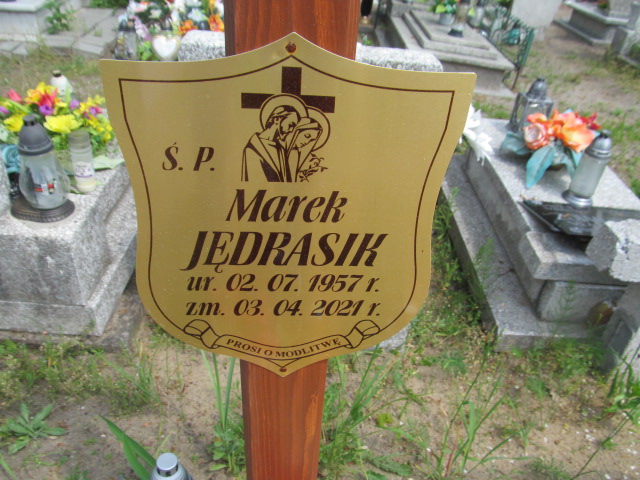 Ś. P.
Marek
JĘDRASIK
ur. 02. 07. 1957 r.
zm. 03. 04. 2021 r.
PROSI O MODLITWĘ